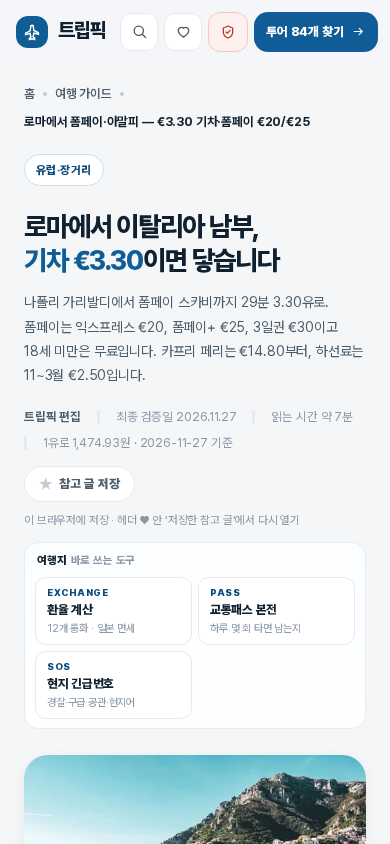 트립픽
투어 84개 찾기 →
홈 • 여행 가이드 •
로마에서 폼페이·아말피 — €3.30 기차·폼페이 €20/€25
유럽·장거리
로마에서 이탈리아 남부,
기차 €3.30이면 닿습니다
나폴리 가리발디에서 폼페이 스카비까지 29분 3.30유로.
폼페이는 익스프레스 €20, 폼페이+ €25, 3일권 €30이고
18세 미만은 무료입니다. 카프리 페리는 €14.80부터, 하선료는
11~3월 €2.50입니다.
트립픽 편집 | 최종 검증일 2026.11.27 | 읽는 시간 약 7분
| 1유로 1,474.93원 · 2026-11-27 기준
★ 참고 글 저장
이 브라우저에 저장 · 헤더 ♥ 안 ‘저장한 참고 글’에서 다시 열기
여행지 바로 쓰는 도구
EXCHANGE
환율 계산
12개 통화 · 일본 면세
PASS
교통패스 본전
하루 몇 회 타면 남는지
SOS
현지 긴급번호
경찰·구급·공관·현지어